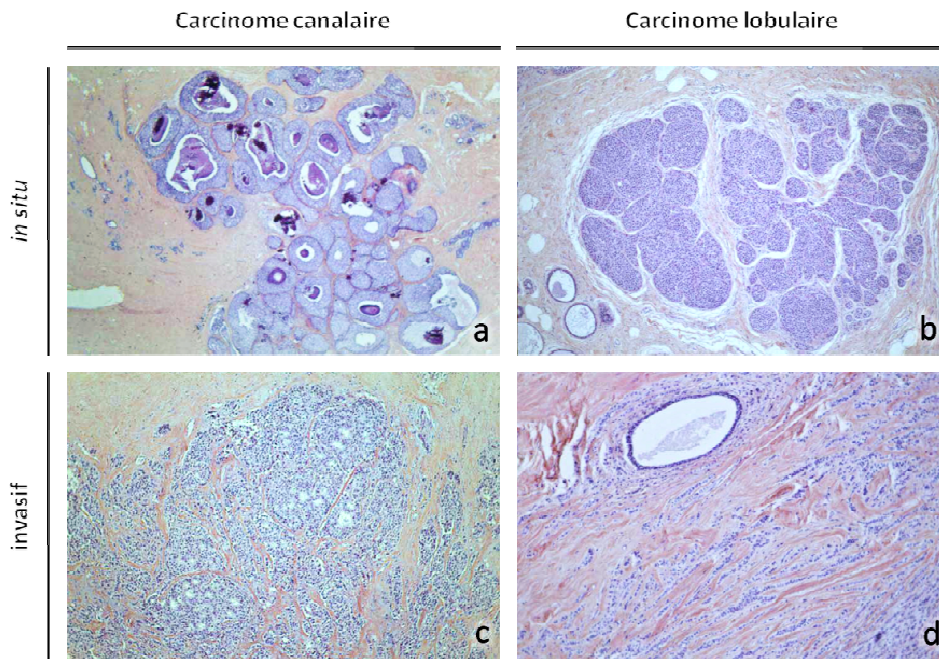 Carcinome canalaire
Carcinome lobulaire
in situ
a
b
invasif
c
d